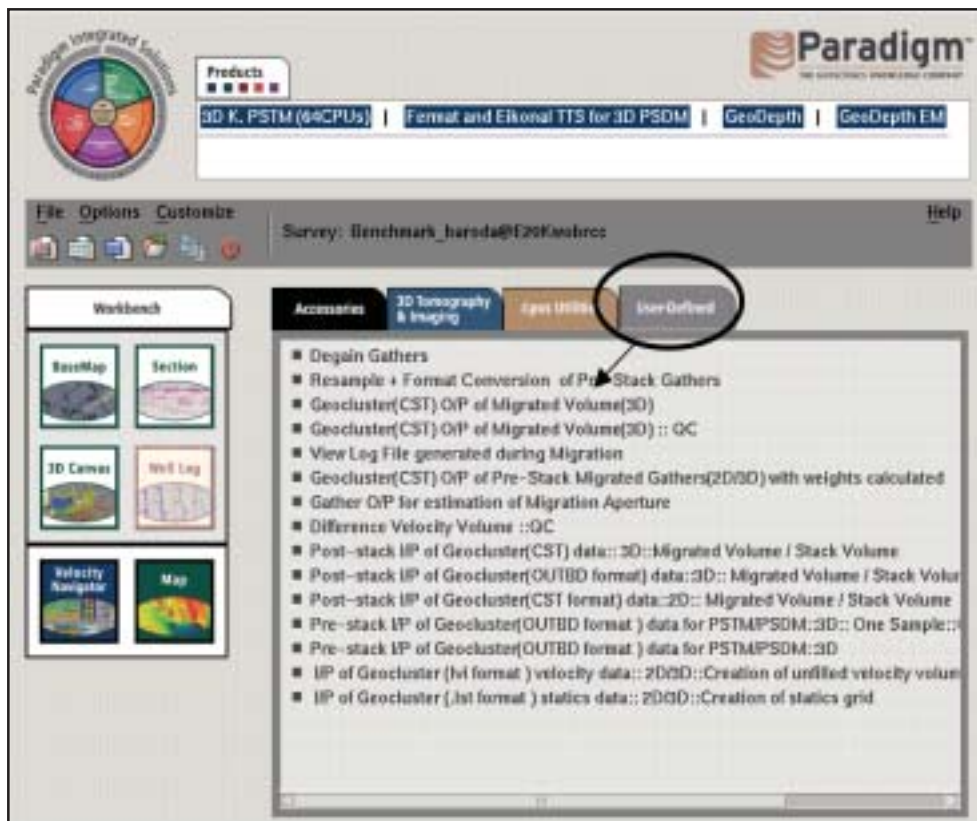 Paradigm Integrated Solutions
Paradigm
Products
3D K. PSTM (64CPUs) | Fermat and Eikonal TTS for 3D PSDM | GeoDepth | GeoDepth EM
File Options Customize
Help
Survey:
Workbench
Accessories
3D Tomography & Imaging
User Defined
BaseMap
Section
3D Canvas
Well Log
Velocity Navigator
Map
Degain Gathers
Resample + Format Conversion of Stack Gathers
Geocluster(CST) O/P of Migrated Volume(3D)
Geocluster(CST) O/P of Migrated Volume(3D) :: QC
View Log File generated during Migration
Geocluster(CST) O/P of Pre-Stack Migrated Gathers(2D/3D) with weights calculated
Gather O/P for estimation of Migration Aperture
Difference Velocity Volume ::QC
Post-stack I/P of Geocluster(CST) data:: 3D::Migrated Volume / Stack Volume
Post-stack I/P of Geocluster(OUTBD format) data::3D:: Migrated Volume / Stack Volu
Post-stack I/P of Geocluster(CST format) data::2D:: Migrated Volume / Stack Volume
Pre-stack I/P of Geocluster(OUTBD format ) data for PSTM/PSDM::3D:: One Sample::
Pre-stack I/P of Geocluster(OUTBD format ) data for PSTM/PSDM::3D
I/P of Geocluster (.lvi format ) velocity data:: 2D/3D::Creation of unfilled velocity volum
I/P of Geocluster (.lst format ) statics data:: 2D/3D::Creation of statics grid